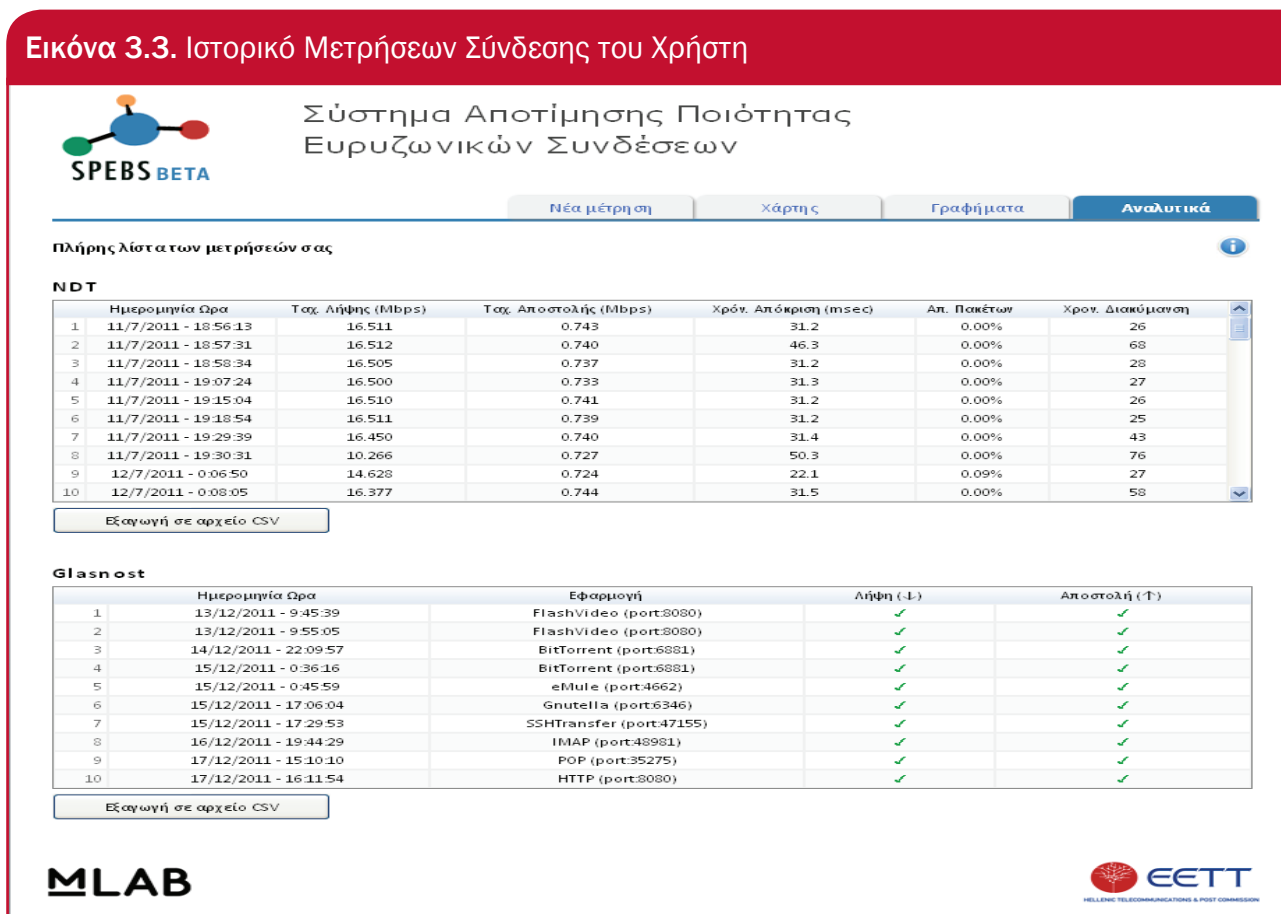 Εικόνα 3.3. Ιστορικό Μετρήσεων Σύνδεσης του Χρήστη
SPEBS BETA
Σύστημα Αποτίμησης Ποιότητας
Ευρυζωνικών Συνδέσεων
Νέα μέτρηση Χάρτης Γραφήματα Αναλυτικά
Πλήρης λίστα των μετρήσεών σας
NDT
Ημερομηνία Ωρα Ταχ. Λήψης (Mbps) Ταχ. Αποστολής (Mbps) Χρόν. Απόκριση (msec) Απ. Πακέτων Χρον. Διακύμανση
1 11/7/2011 - 18:56:13 16.511 0.743 31.2 0.00% 26
2 11/7/2011 - 18:57:31 16.512 0.740 46.3 0.00% 68
3 11/7/2011 - 18:58:34 16.505 0.737 31.2 0.00% 28
4 11/7/2011 - 19:07:24 16.500 0.733 31.3 0.00% 27
5 11/7/2011 - 19:15:04 16.510 0.741 31.2 0.00% 26
6 11/7/2011 - 19:18:54 16.511 0.739 31.2 0.00% 25
7 11/7/2011 - 19:29:39 16.450 0.740 31.4 0.00% 43
8 11/7/2011 - 19:30:31 10.266 0.727 50.3 0.00% 76
9 12/7/2011 - 0:06:50 14.628 0.724 22.1 0.09% 27
10 12/7/2011 - 0:08:05 16.377 0.744 31.5 0.00% 58
Εξαγωγή σε αρχείο CSV
Glasnost
Ημερομηνία Ωρα Εφαρμογή Λήψη (↓) Αποστολή (↑)
1 13/12/2011 - 9:45:39 FlashVideo (port:8080) ✓ ✓
2 13/12/2011 - 9:55:05 FlashVideo (port:8080) ✓ ✓
3 14/12/2011 - 22:09:57 BitTorrent (port:6881) ✓ ✓
4 15/12/2011 - 0:36:16 BitTorrent (port:6881) ✓ ✓
5 15/12/2011 - 0:45:59 eMule (port:4662) ✓ ✓
6 15/12/2011 - 17:06:04 Gnutella (port:6346) ✓ ✓
7 15/12/2011 - 17:29:53 SSHTransfer (port:47155) ✓ ✓
8 16/12/2011 - 19:44:29 IMAP (port:48981) ✓ ✓
9 17/12/2011 - 15:10:10 POP (port:35275) ✓ ✓
10 17/12/2011 - 16:11:54 HTTP (port:8080) ✓ ✓
Εξαγωγή σε αρχείο CSV
MLAB
EETT
HELLENIC TELECOMMUNICATIONS & POST COMMISSION